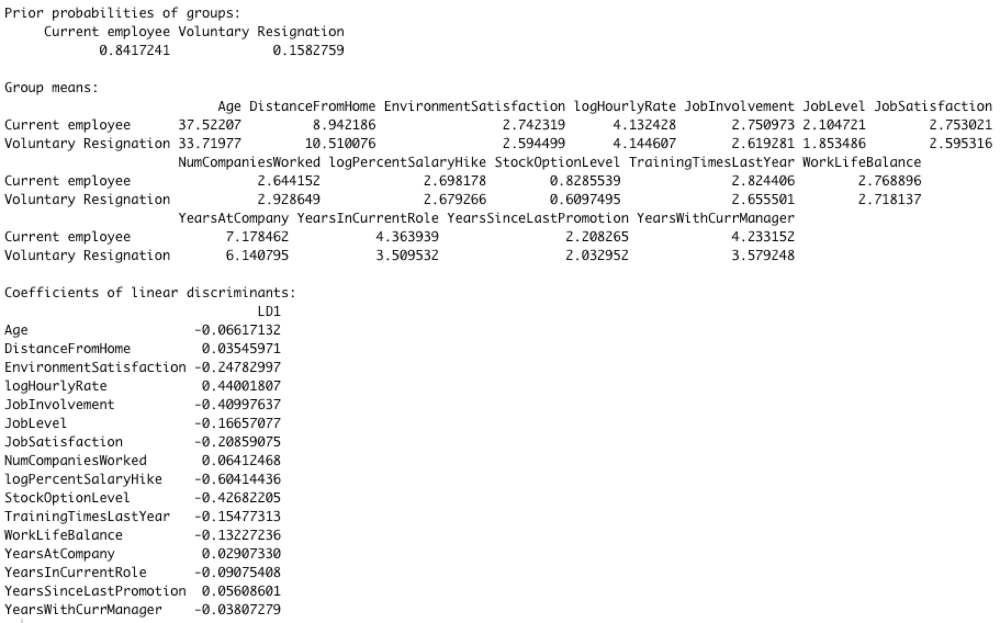 Prior probabilities of groups:
Current employee Voluntary Resignation
0.8417241 0.1582759
Group means:
Age DistanceFromHome EnvironmentSatisfaction logHourlyRate JobInvolvement JobLevel JobSatisfaction
Current employee 37.52207 8.942186 2.742319 4.132428 2.750973 2.104721 2.753021
Voluntary Resignation 33.71977 10.510076 2.594499 4.144607 2.619281 1.853486 2.595316
NumCompaniesWorked logPercentSalaryHike StockOptionLevel TrainingTimesLastYear WorkLifeBalance
Current employee 2.644152 2.698178 0.8285539 2.824406 2.768896
Voluntary Resignation 2.928649 2.679266 0.6097495 2.655501 2.718137
YearsAtCompany YearsInCurrentRole YearsSinceLastPromotion YearsWithCurrManager
Current employee 7.178462 4.363939 2.208265 4.233152
Voluntary Resignation 6.140795 3.509532 2.032952 3.579248
Coefficients of linear discriminants:
LD1
Age -0.06617132
DistanceFromHome 0.03545971
EnvironmentSatisfaction -0.24782997
logHourlyRate 0.44001807
JobInvolvement -0.40997637
JobLevel -0.16657077
JobSatisfaction -0.20859075
NumCompaniesWorked 0.06412468
logPercentSalaryHike -0.60414436
StockOptionLevel -0.42682205
TrainingTimesLastYear -0.15477313
WorkLifeBalance -0.13227236
YearsAtCompany 0.02907330
YearsInCurrentRole -0.09075408
YearsSinceLastPromotion 0.05608601
YearsWithCurrManager -0.03807279